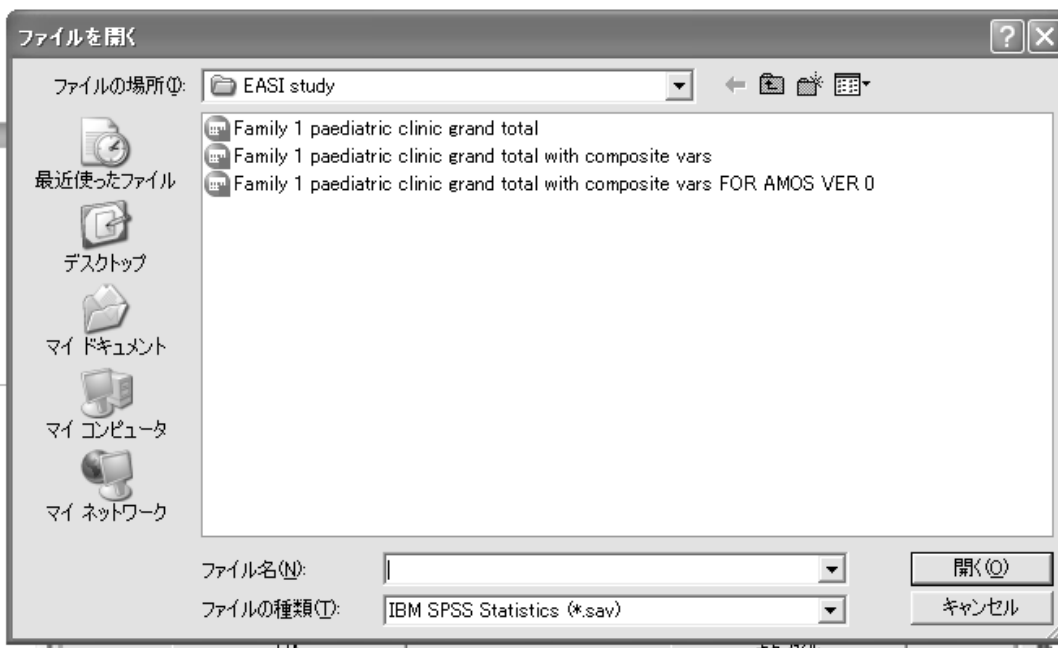 ファイルを開く
ファイルの場所(I):
EASI study
最近使ったファイル
デスクトップ
マイ ドキュメント
マイ コンピュータ
マイ ネットワーク
Family 1 paediatric clinic grand total
Family 1 paediatric clinic grand total with composite vars
Family 1 paediatric clinic grand total with composite vars FOR AMOS VER 0
ファイル名(N):
開く(O)
ファイルの種類(T):
IBM SPSS Statistics (*.sav)
キャンセル